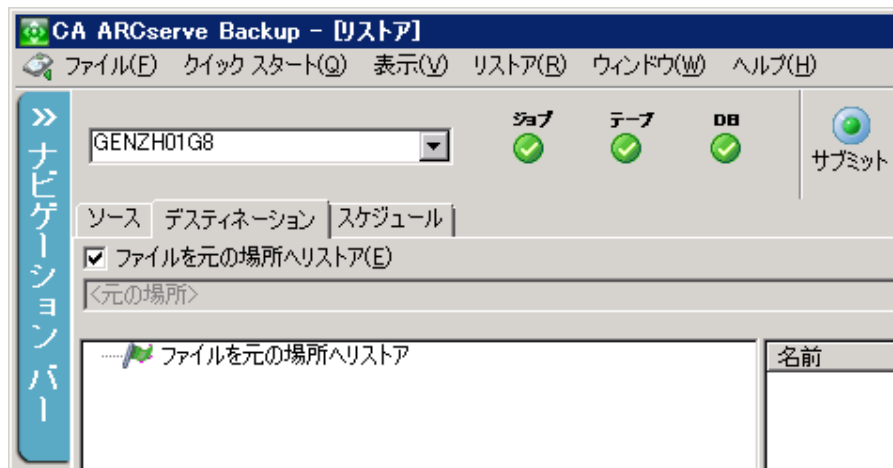 CA ARCserve Backup - [リストア]
ファイル(F) クイック スタート(Q) 表示(V) リストア(R) ウィンドウ(W) ヘルプ(H)
ナビゲーション バー
GENZH01G8
ジョブ テープ DB
サブミット
ソース デスティネーション スケジュール
ファイルを元の場所へリストア(E)
<元の場所>
ファイルを元の場所へリストア
名前